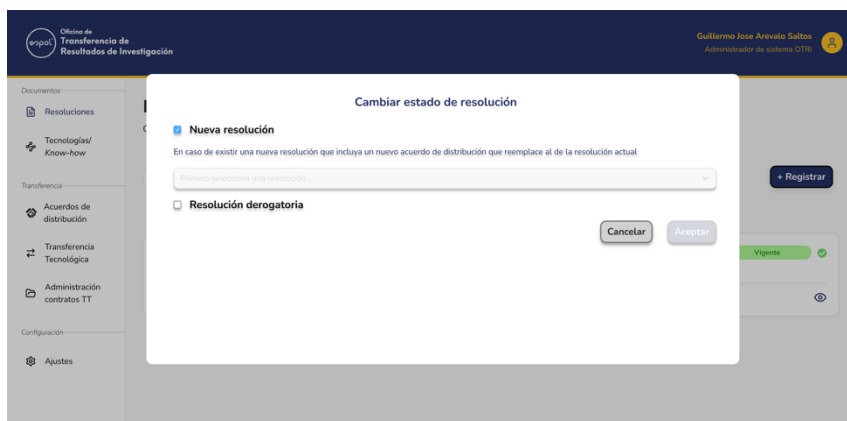 espol
Oficina de
Transferencia de
Resultados de Investigación
Guillermo Jose Arevalo Saltos
Administrador de sistema OTRI
Documentos
Resoluciones
Tecnologías/
Know-how
Transferencia
Acuerdos de
distribución
Transferencia
Tecnológica
Administración
contratos TT
Configuración
Ajustes
Cambiar estado de resolución
Nueva resolución
En caso de existir una nueva resolución que incluya un nuevo acuerdo de distribución que reemplace al de la resolución actual
Primero selecciona una resolución...
Resolución derogatoria
Cancelar
Aceptar
+ Registrar
Vigente